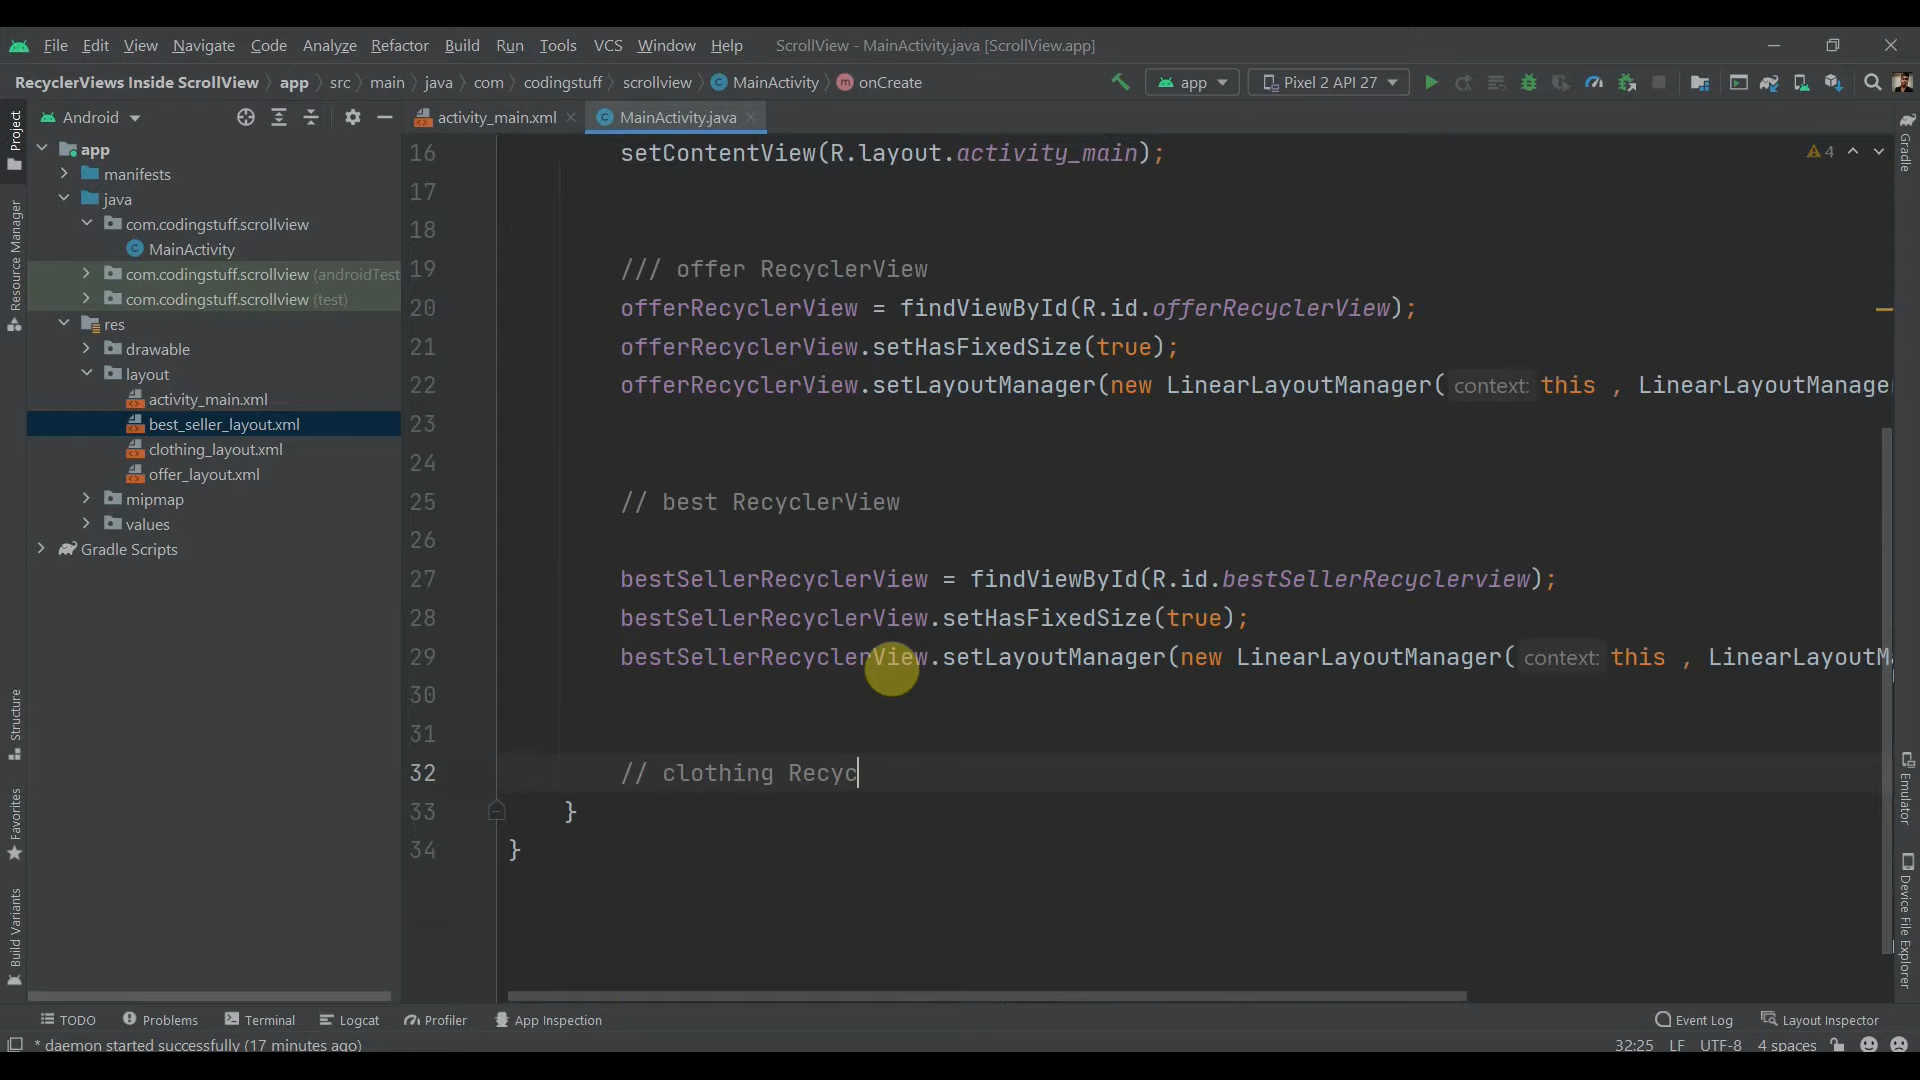 File Edit View Navigate Code Analyze Refactor Build Run Tools VCS Window Help ScrollView - MainActivity.java [ScrollView.app]
RecyclerViews Inside ScrollView app src main java com codingstuff scrollview MainActivity onCreate app Pixel 2 API 27
Project
Resource Manager
Structure
Favorites
Build Variants
Android
app
manifests
java
com.codingstuff.scrollview
MainActivity
com.codingstuff.scrollview (androidTest
com.codingstuff.scrollview (test)
res
drawable
layout
activity_main.xml
best_seller_layout.xml
clothing_layout.xml
offer_layout.xml
mipmap
values
Gradle Scripts
activity_main.xml MainActivity.java
4
16 setContentView(R.layout.activity_main);
17
18
19 /// offer RecyclerView
20 offerRecyclerView = findViewById(R.id.offerRecyclerView);
21 offerRecyclerView.setHasFixedSize(true);
22 offerRecyclerView.setLayoutManager(new LinearLayoutManager( context: this , LinearLayoutManage
23
24
25 // best RecyclerView
26
27 bestSellerRecyclerView = findViewById(R.id.bestSellerRecyclerview);
28 bestSellerRecyclerView.setHasFixedSize(true);
29 bestSellerRecyclerView.setLayoutManager(new LinearLayoutManager( context: this , LinearLayoutM
30
31
32 // clothing Recyc
33 }
34 }
Gradle
Emulator
Device File Explorer
TODO Problems Terminal Logcat Profiler App Inspection Event Log Layout Inspector
* daemon started successfully (17 minutes ago) 32:25 LF UTF-8 4 spaces